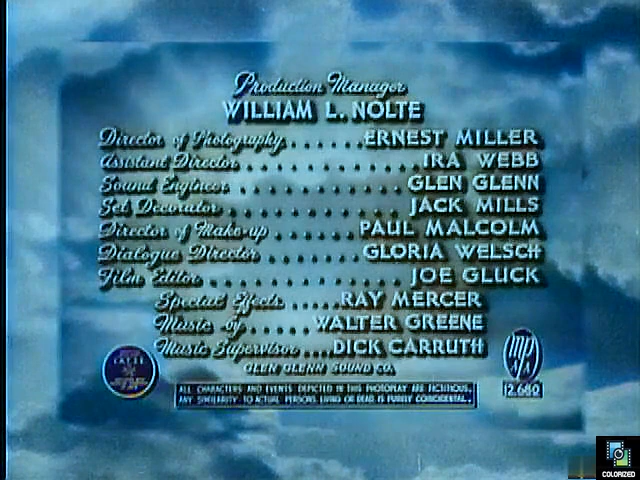 Production Manager
WILLIAM L. NOLTE
Director of Photography.......ERNEST MILLER
Assistant Director..............IRA WEBB
Sound Engineer............GLEN GLENN
Set Decorator............JACK MILLS
Director of Make-up......PAUL MALCOLM
Dialogue Director........GLORIA WELSCH
Film Editor..............JOE GLUCK
Special Effects.....RAY MERCER
Music by......WALTER GREENE
Music Supervisor....DICK CARRUTH
GLEN GLENN SOUND CO.
ALL CHARACTERS AND EVENTS DEPICTED IN THIS PHOTOPLAY ARE FICTITIOUS.
ANY SIMILARITY TO ACTUAL PERSONS, LIVING OR DEAD, IS PURELY COINCIDENTAL.
I.A.T.S.E.
12,680
COLORIZED